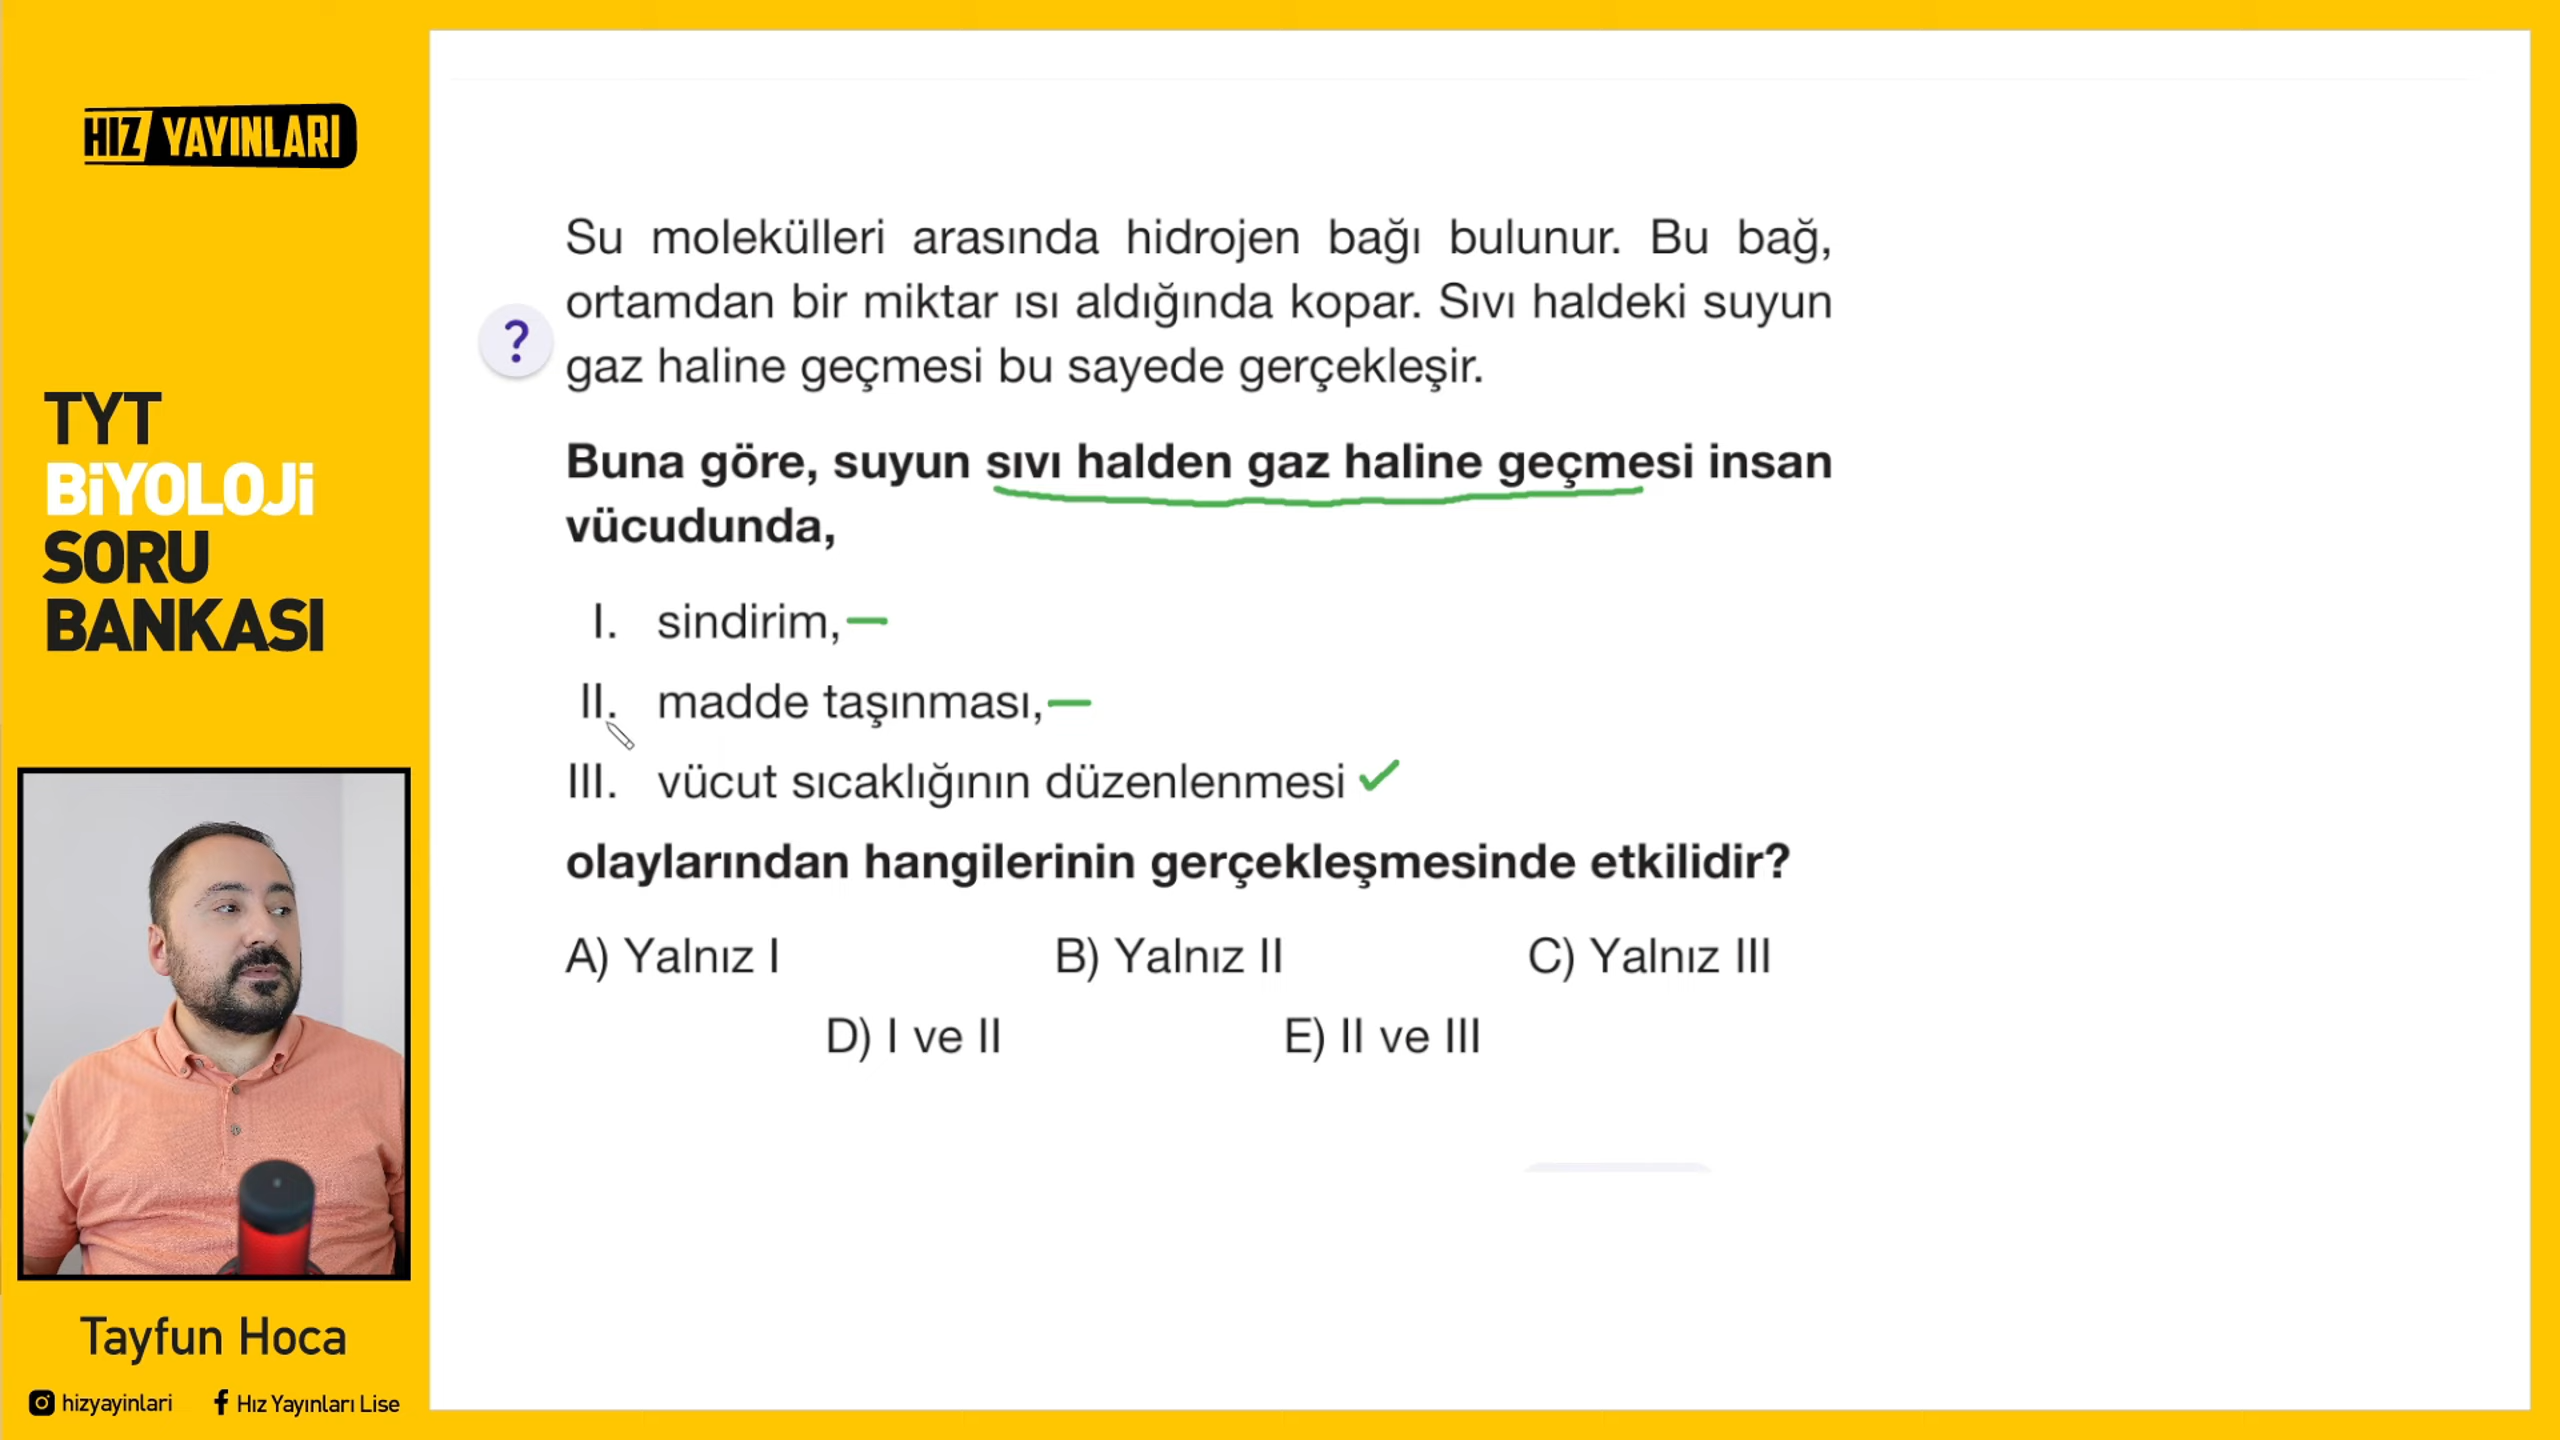 HIZ YAYINLARI
TYT
BiYOLOJi
SORU
BANKASI
Tayfun Hoca
hizyayinlari
Hız Yayınları Lise
?
Su molekülleri arasında hidrojen bağı bulunur. Bu bağ,
ortamdan bir miktar ısı aldığında kopar. Sıvı haldeki suyun
gaz haline geçmesi bu sayede gerçekleşir.
Buna göre, suyun sıvı halden gaz haline geçmesi insan
vücudunda,
I. sindirim,
II. madde taşınması,
III. vücut sıcaklığının düzenlenmesi
olaylarından hangilerinin gerçekleşmesinde etkilidir?
A) Yalnız I B) Yalnız II C) Yalnız III
D) I ve II E) II ve III